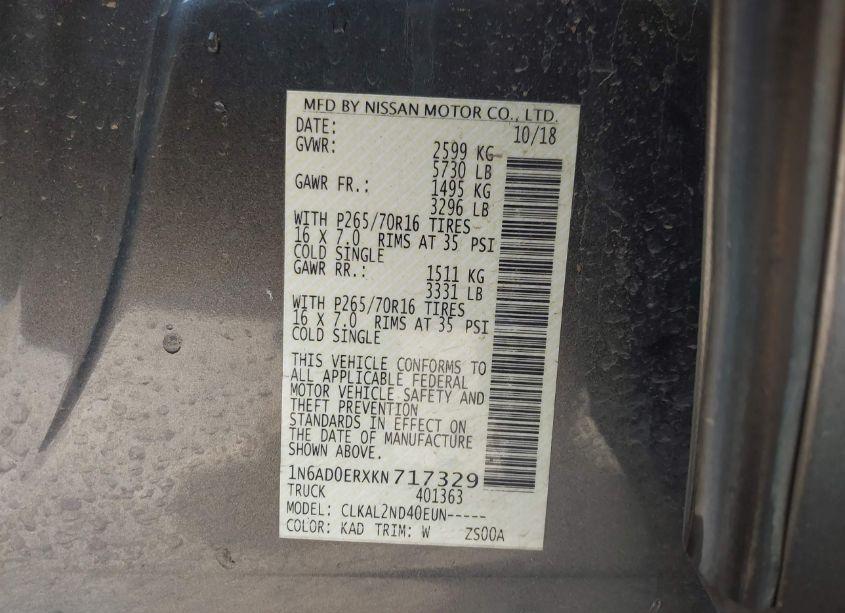 MFD BY NISSAN MOTOR CO., LTD.
DATE: 10/18
GVWR: 2599 KG
5730 LB
GAWR FR.: 1495 KG
3296 LB
WITH P265/70R16 TIRES
16 X 7.0 RIMS AT 35 PSI
COLD SINGLE
GAWR RR.: 1511 KG
3331 LB
WITH P265/70R16 TIRES
16 X 7.0 RIMS AT 35 PSI
COLD SINGLE
THIS VEHICLE CONFORMS TO
ALL APPLICABLE FEDERAL
MOTOR VEHICLE SAFETY AND
THEFT PREVENTION
STANDARDS IN EFFECT ON
THE DATE OF MANUFACTURE
SHOWN ABOVE.
1N6AD0ERXKN717329
TRUCK 401363
MODEL: CLKAL2ND40EUN-----
COLOR: KAD TRIM: W ZS00A